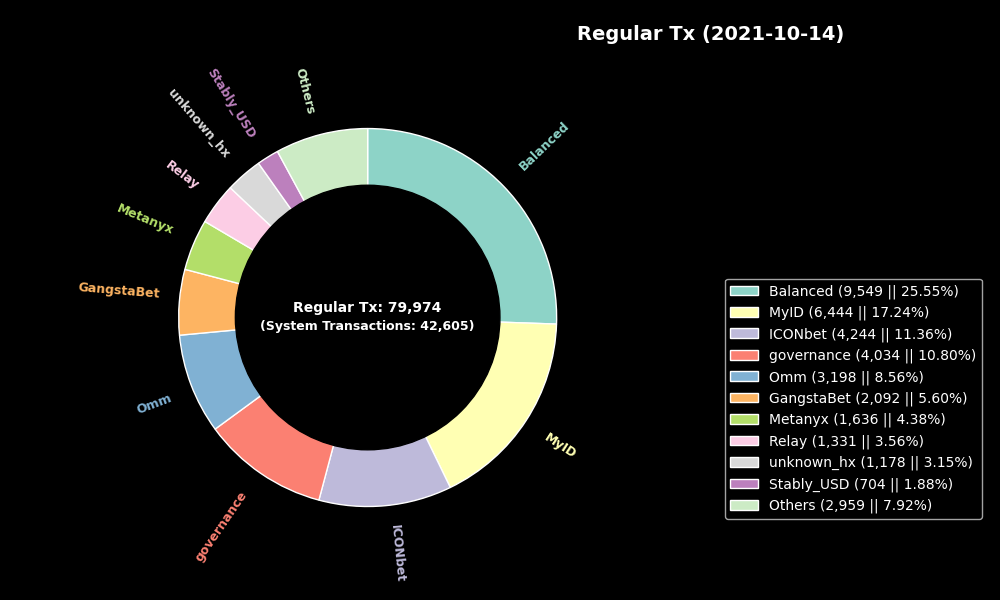 Regular Tx (2021-10-14)
Others
Stably_USD
unknown_hx
Balanced
Relay
Metanyx
GangstaBet
Regular Tx: 79,974
(System Transactions: 42,605)
Omm
MyID
governance
ICONbet
Balanced (9,549 || 25.55%)
MyID (6,444 || 17.24%)
ICONbet (4,244 || 11.36%)
governance (4,034 || 10.80%)
Omm (3,198 || 8.56%)
GangstaBet (2,092 || 5.60%)
Metanyx (1,636 || 4.38%)
Relay (1,331 || 3.56%)
unknown_hx (1,178 || 3.15%)
Stably_USD (704 || 1.88%)
Others (2,959 || 7.92%)